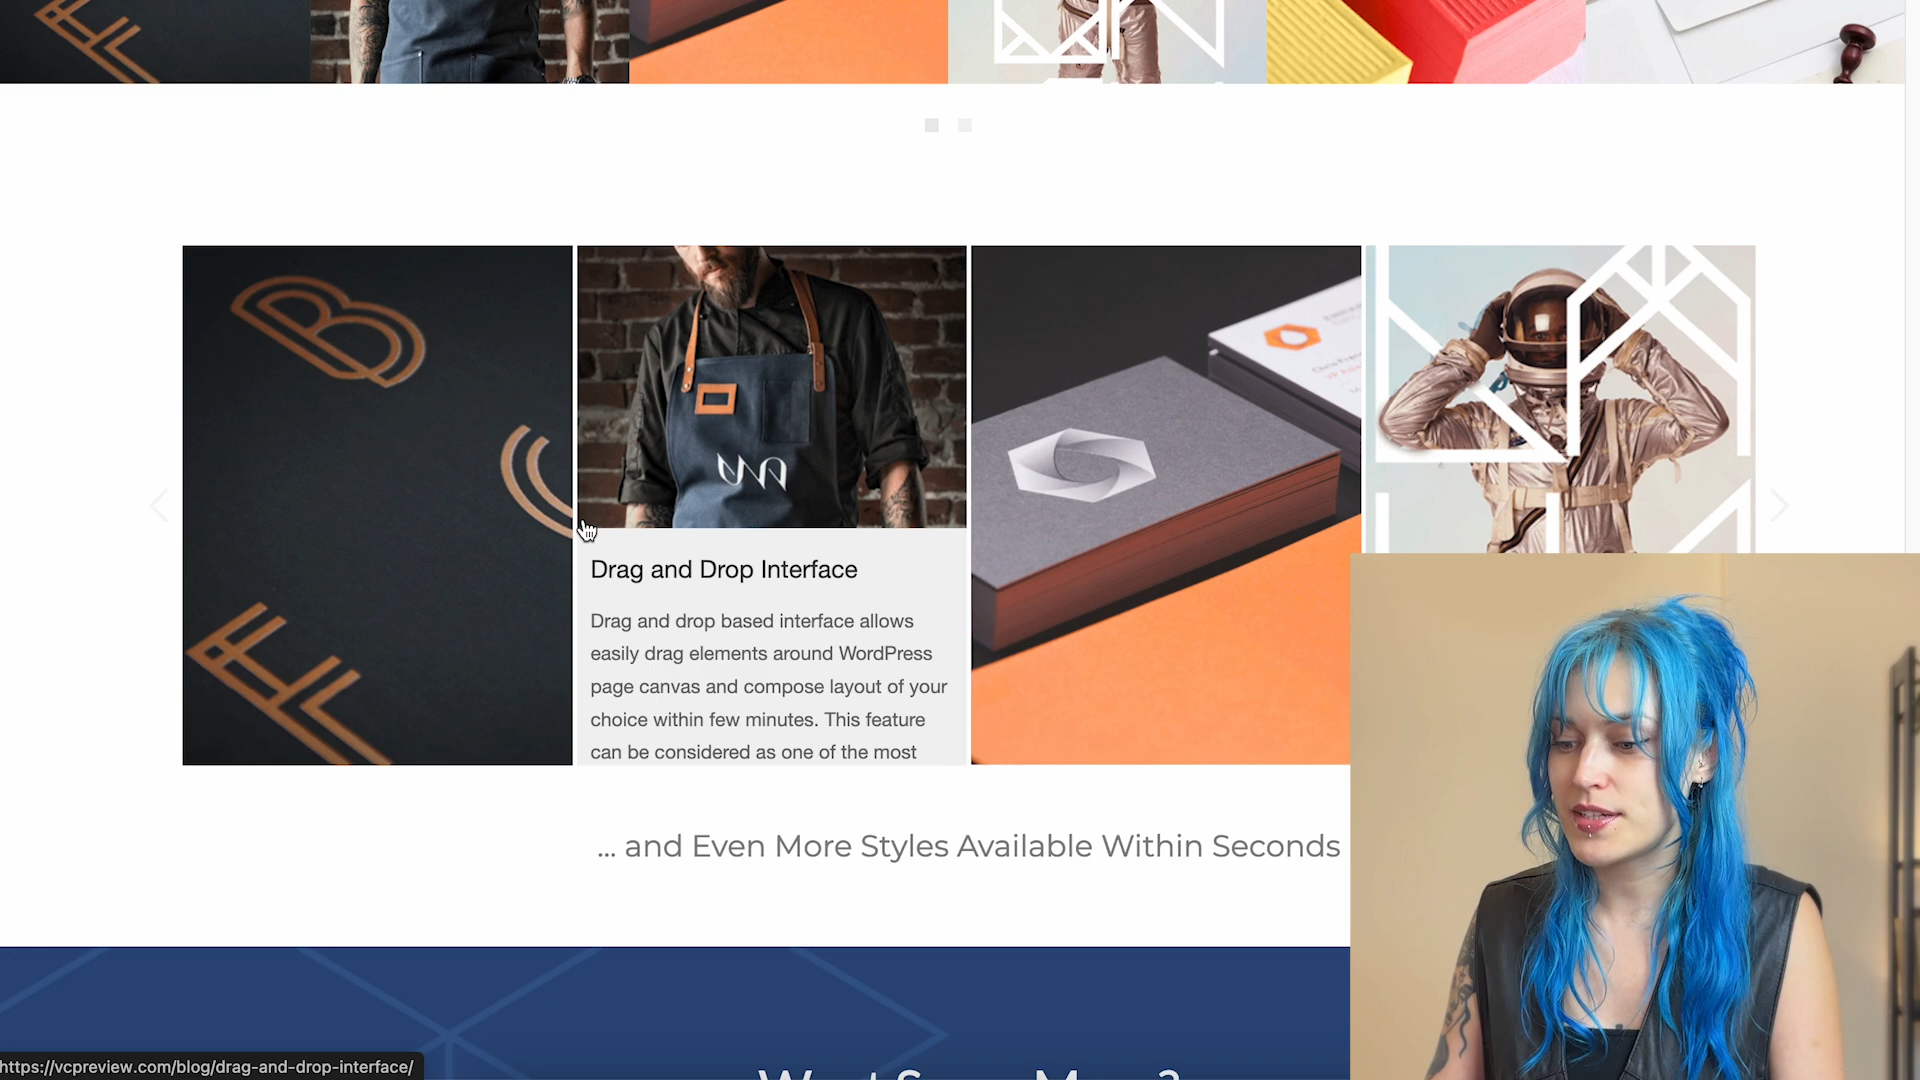 Drag and Drop Interface
Drag and drop based interface allows
easily drag elements around WordPress
page canvas and compose layout of your
choice within few minutes. This feature
can be considered as one of the most
... and Even More Styles Available Within Seconds
https://vcpreview.com/blog/drag-and-drop-interface/